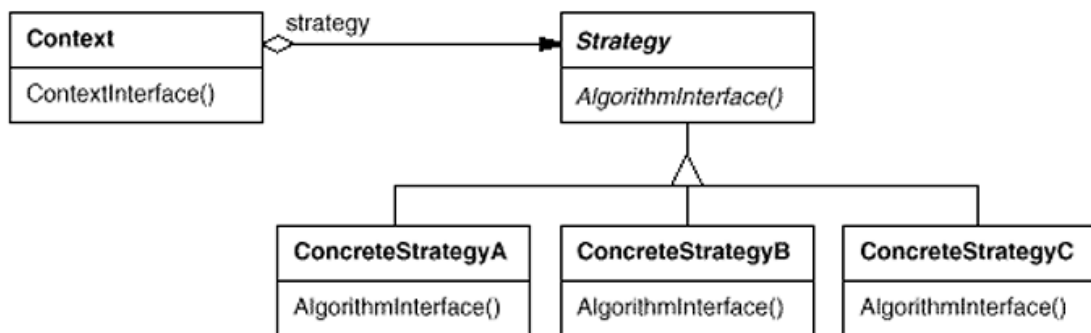 strategy
Context
Strategy
ContextInterface()
AlgorithmInterface()
ConcreteStrategyA
ConcreteStrategyB
ConcreteStrategyC
AlgorithmInterface()
AlgorithmInterface()
AlgorithmInterface()